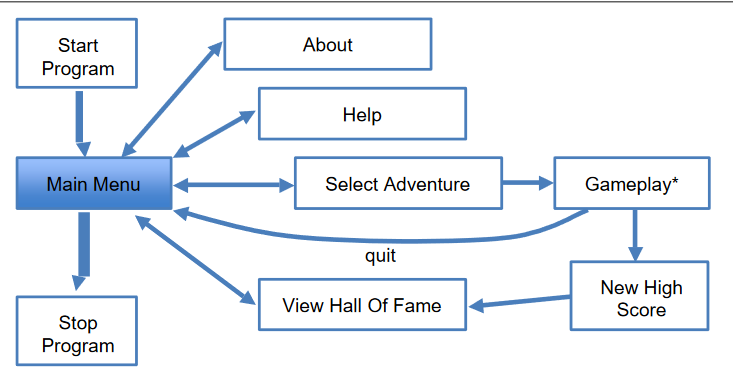 Start
Program
About
Help
Main Menu
Select Adventure
Gameplay*
quit
New High
Score
View Hall Of Fame
Stop
Program